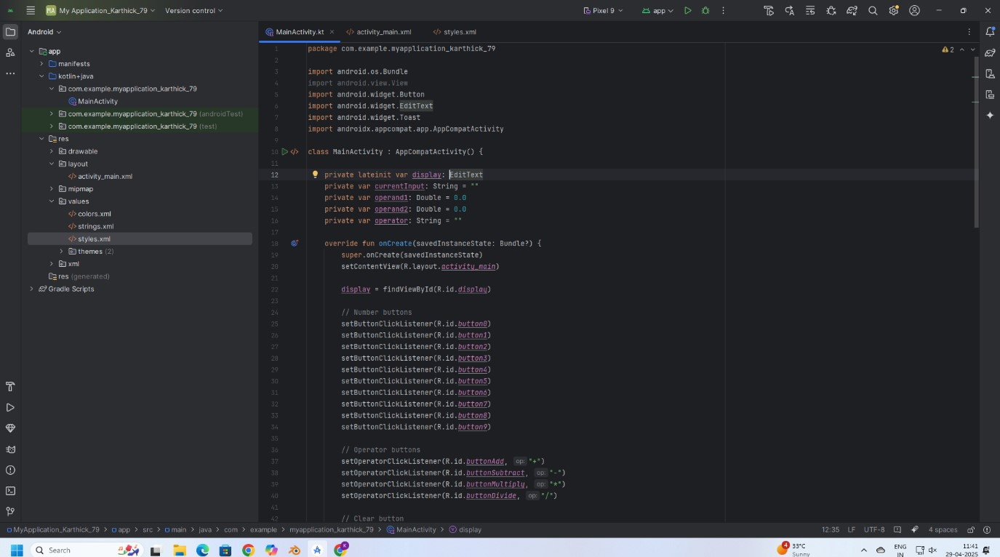 MA My Application_Karthick_79 Version control Pixel 9 app
Android
MainActivity.kt activity_main.xml styles.xml
app
manifests
kotlin+java
com.example.myapplication_karthick_79
MainActivity
com.example.myapplication_karthick_79 (androidTest)
com.example.myapplication_karthick_79 (test)
res
drawable
layout
activity_main.xml
mipmap
values
colors.xml
strings.xml
styles.xml
themes (2)
xml
res (generated)
Gradle Scripts
2
1 package com.example.myapplication_karthick_79
2
3 import android.os.Bundle
4 import android.view.View
5 import android.widget.Button
6 import android.widget.EditText
7 import android.widget.Toast
8 import androidx.appcompat.app.AppCompatActivity
9
10 class MainActivity : AppCompatActivity() {
11
12 private lateinit var display: EditText
13 private var currentInput: String = ""
14 private var operand1: Double = 0.0
15 private var operand2: Double = 0.0
16 private var operator: String = ""
17
18 override fun onCreate(savedInstanceState: Bundle?) {
19 super.onCreate(savedInstanceState)
20 setContentView(R.layout.activity_main)
21
22 display = findViewById(R.id.display)
23
24 // Number buttons
25 setButtonClickListener(R.id.button0)
26 setButtonClickListener(R.id.button1)
27 setButtonClickListener(R.id.button2)
28 setButtonClickListener(R.id.button3)
29 setButtonClickListener(R.id.button4)
30 setButtonClickListener(R.id.button5)
31 setButtonClickListener(R.id.button6)
32 setButtonClickListener(R.id.button7)
33 setButtonClickListener(R.id.button8)
34 setButtonClickListener(R.id.button9)
35
36 // Operator buttons
37 setOperatorClickListener(R.id.buttonAdd, op: "+")
38 setOperatorClickListener(R.id.buttonSubtract, op: "-")
39 setOperatorClickListener(R.id.buttonMultiply, op: "*")
40 setOperatorClickListener(R.id.buttonDivide, op: "/")
41
42 // Clear button
MyApplication_Karthick_79 > app > src > main > java > com > example > myapplication_karthick_79 > MainActivity > display 12:35 LF UTF-8 4 spaces
Search 4 33°C Sunny ENG IN 11:41 29-04-2025